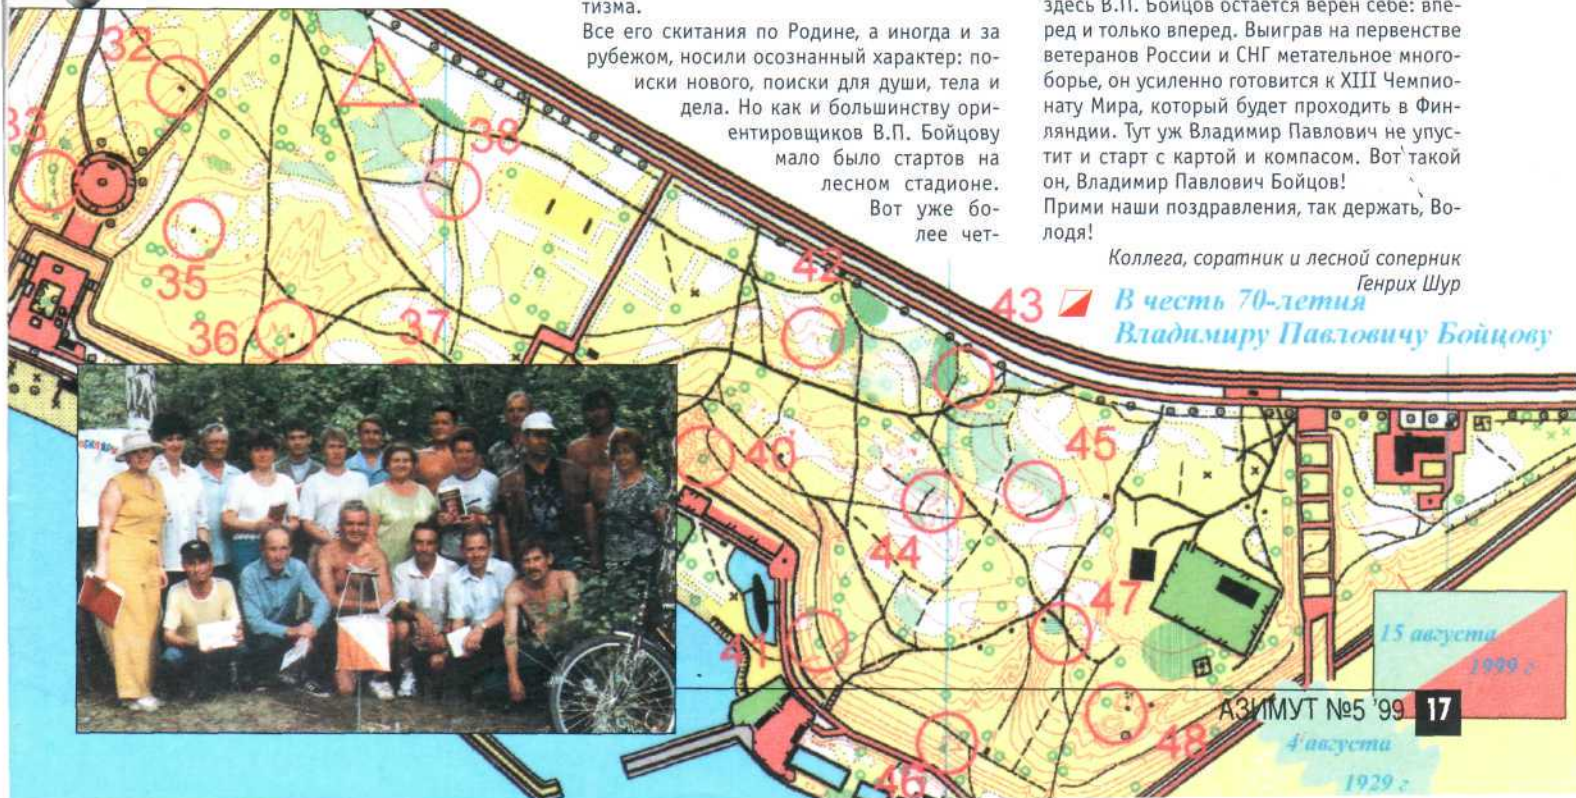 тизма.
Все его скитания по Родине, а иногда и за
рубежом, носили осознанный характер: по-
иски нового, поиски для души, тела и
дела. Но как и большинству ори-
ентировщиков В.П. Бойцову
мало было стартов на
лесном стадионе.
Вот уже бо-
лее чет-
здесь В.П. Бойцов остается верен себе: впе-
ред и только вперед. Выиграв на первенстве
ветеранов России и СНГ метательное много-
борье, он усиленно готовится к XIII Чемпио-
нату Мира, который будет проходить в Фин-
ляндии. Тут уж Владимир Павлович не упус-
тит и старт с картой и компасом. Вот такой
он, Владимир Павлович Бойцов!
Прими наши поздравления, так держать, Во-
лодя!
Коллега, соратник и лесной соперник
Генрих Шур
В честь 70-летия
Владимиру Павловичу Бойцову
32
33
38
35
36
37
42
43
40
45
44
47
41
46
48
15 августа
1999 г
АЗИМУТ №5 '99 17
4 августа
1929 г